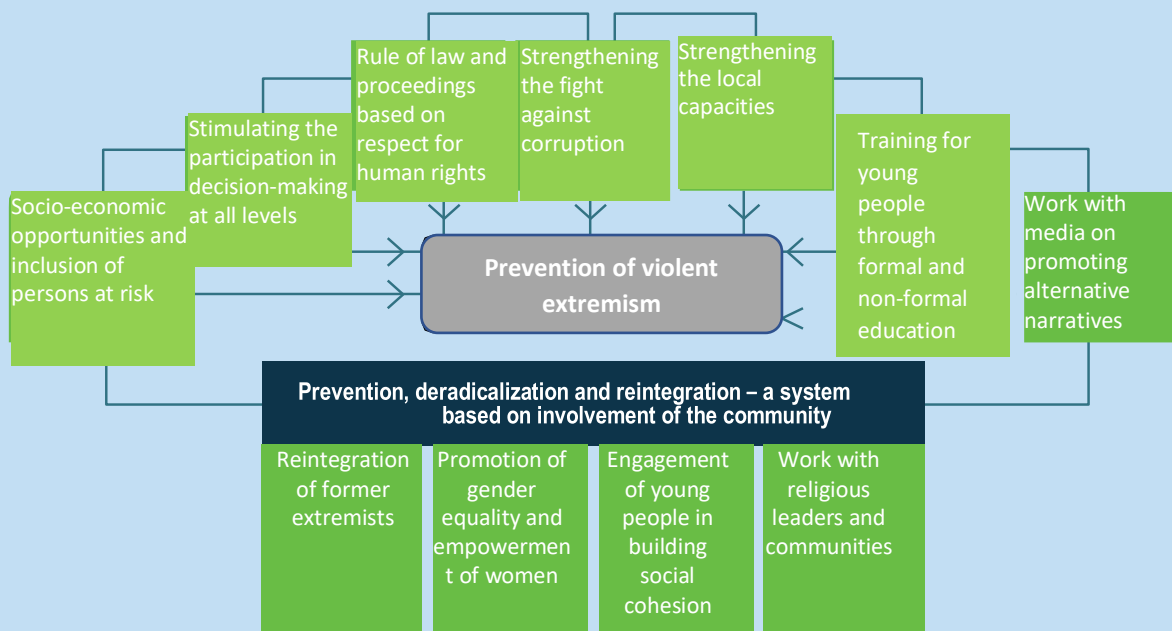 Rule of law and
proceedings
based on
respect for
human rights
Strengthening
the fight
against
corruption
Strengthening
the local
capacities
Stimulating the
participation in
decision-making
at all levels
Training for
young
people
through
formal and
non-formal
education
Socio-economic
opportunities and
inclusion of
persons at risk
Work with
media on
promoting
alternative
narratives
Prevention of violent
extremism
Prevention, deradicalization and reintegration – a system
based on involvement of the community
Reintegration
of former
extremists
Promotion of
gender
equality and
empowermen
t of women
Engagement
of young
people in
building
social
cohesion
Work with
religious
leaders and
communities